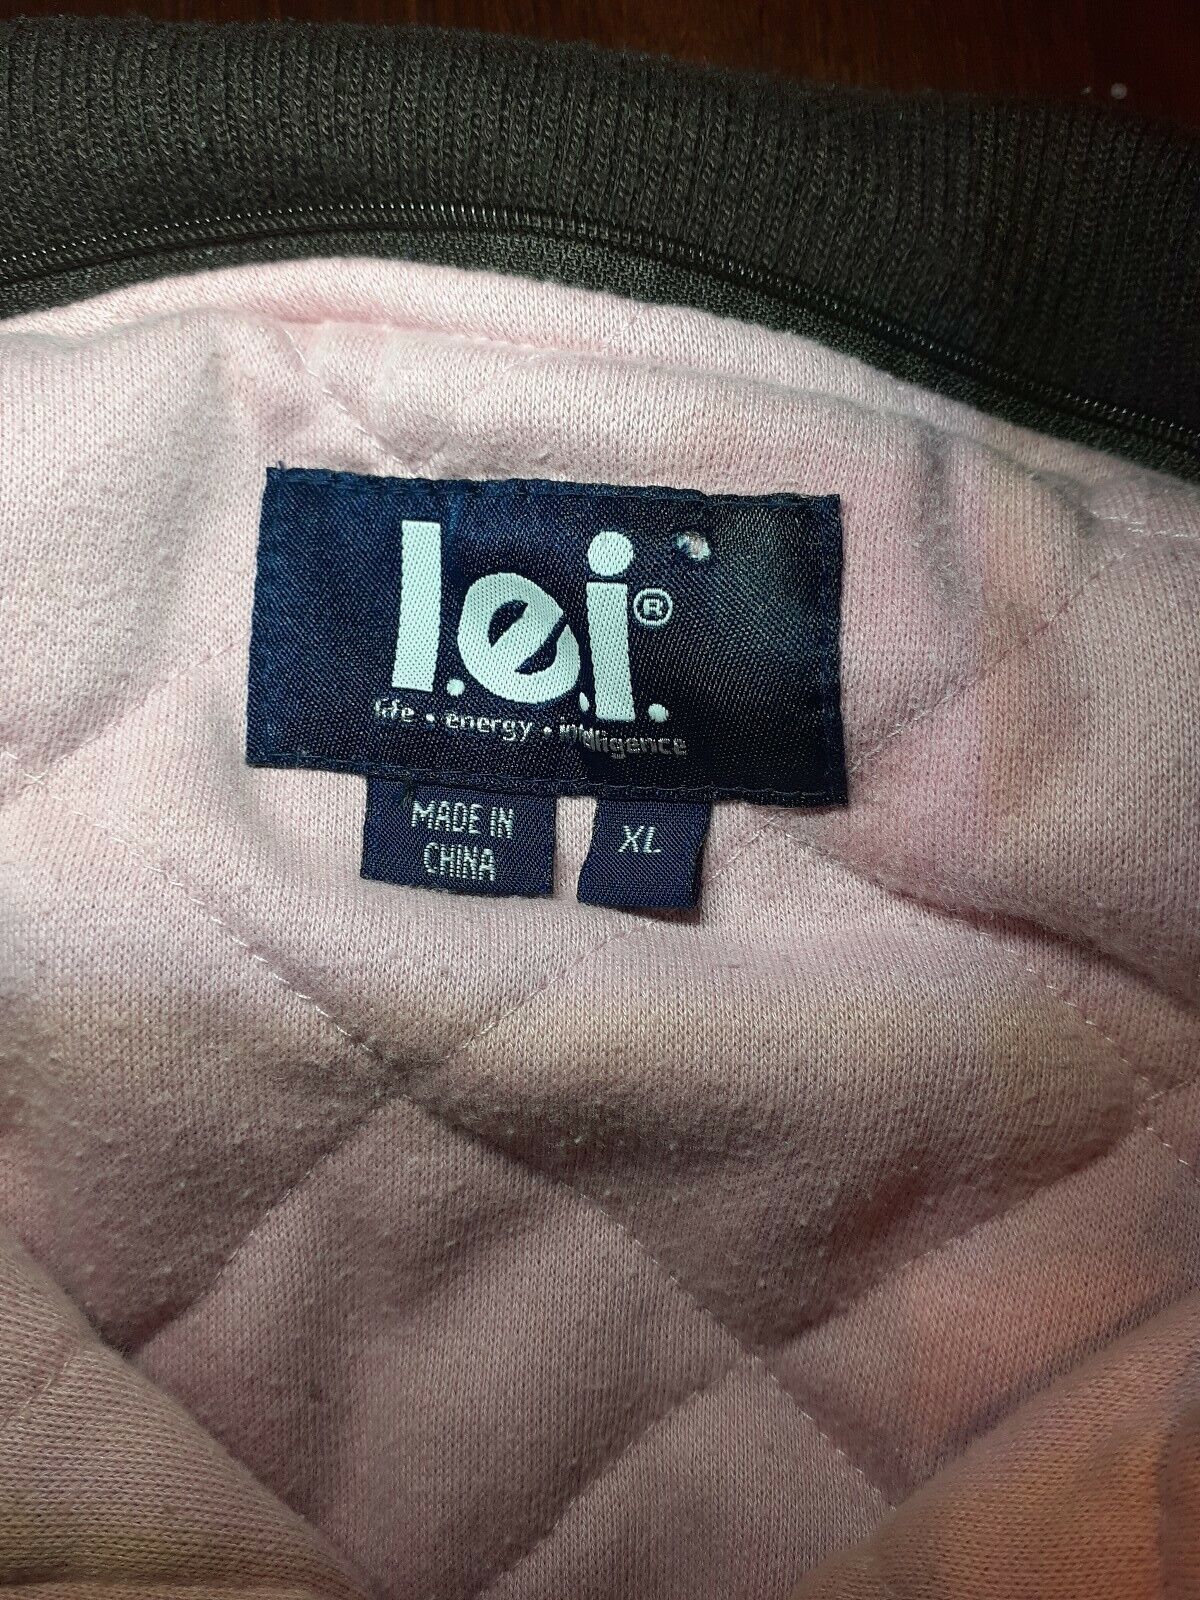 l.e.i.®
life • energy • intelligence
MADE IN
CHINA
XL